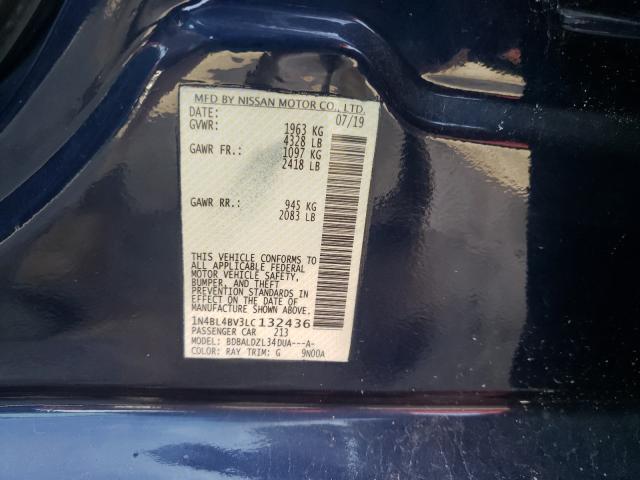 MFD BY NISSAN MOTOR CO., LTD.
DATE: 07/19
GVWR: 1963 KG
4328 LB
GAWR FR.: 1097 KG
2418 LB
GAWR RR.: 945 KG
2083 LB
THIS VEHICLE CONFORMS TO
ALL APPLICABLE FEDERAL
MOTOR VEHICLE SAFETY,
BUMPER, AND THEFT
PREVENTION STANDARDS IN
EFFECT ON THE DATE OF
MANUFACTURE SHOWN ABOVE.
1N4BL4BV3LC132436
PASSENGER CAR 213
MODEL: BDBALDZL34DUA---A-
COLOR: RAY TRIM: G 9N00A